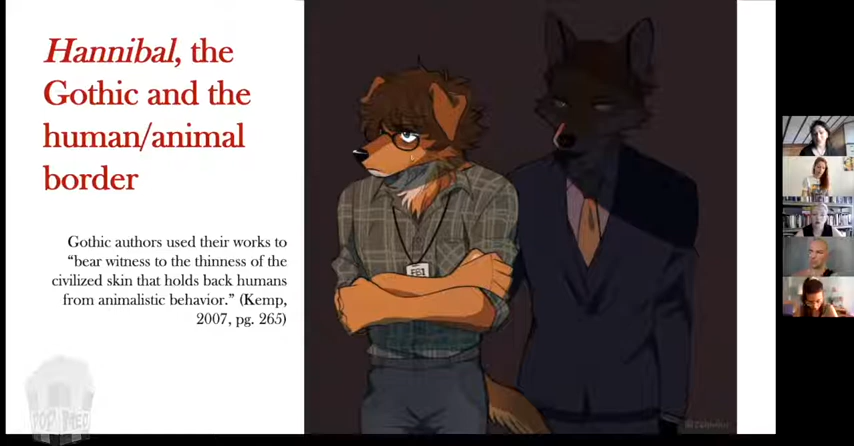 Hannibal, the
Gothic and the
human/animal
border
Gothic authors used their works to
“bear witness to the thinness of the
civilized skin that holds back humans
from animalistic behavior.” (Kemp,
2007, pg. 265)
FBI
POP MEC